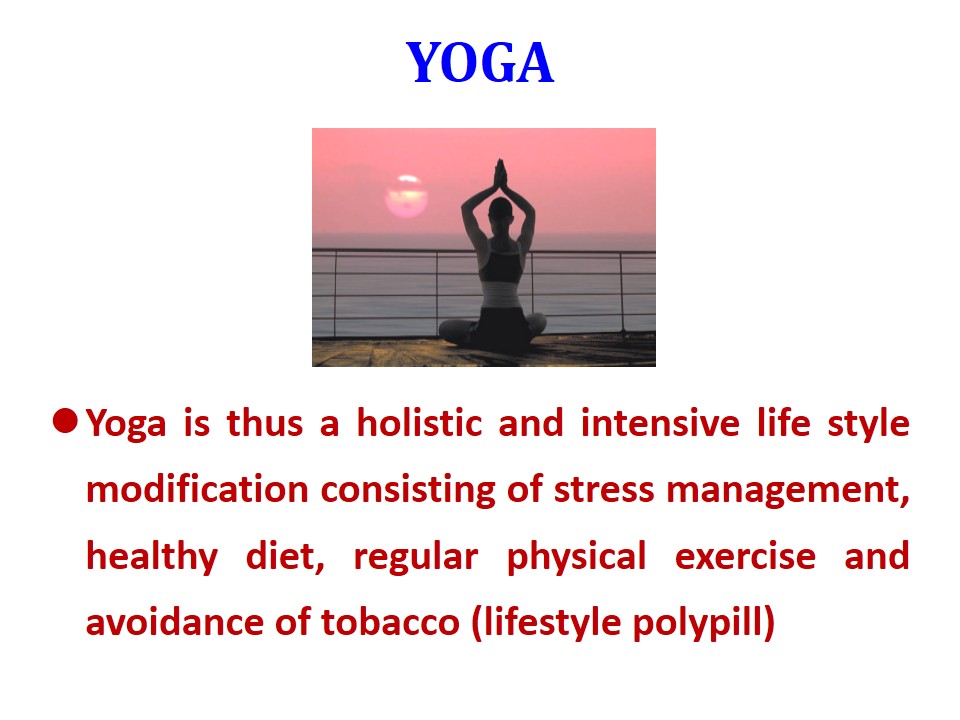 YOGA
Yoga is thus a holistic and intensive life style
modification consisting of stress management,
healthy diet, regular physical exercise and
avoidance of tobacco (lifestyle polypill)